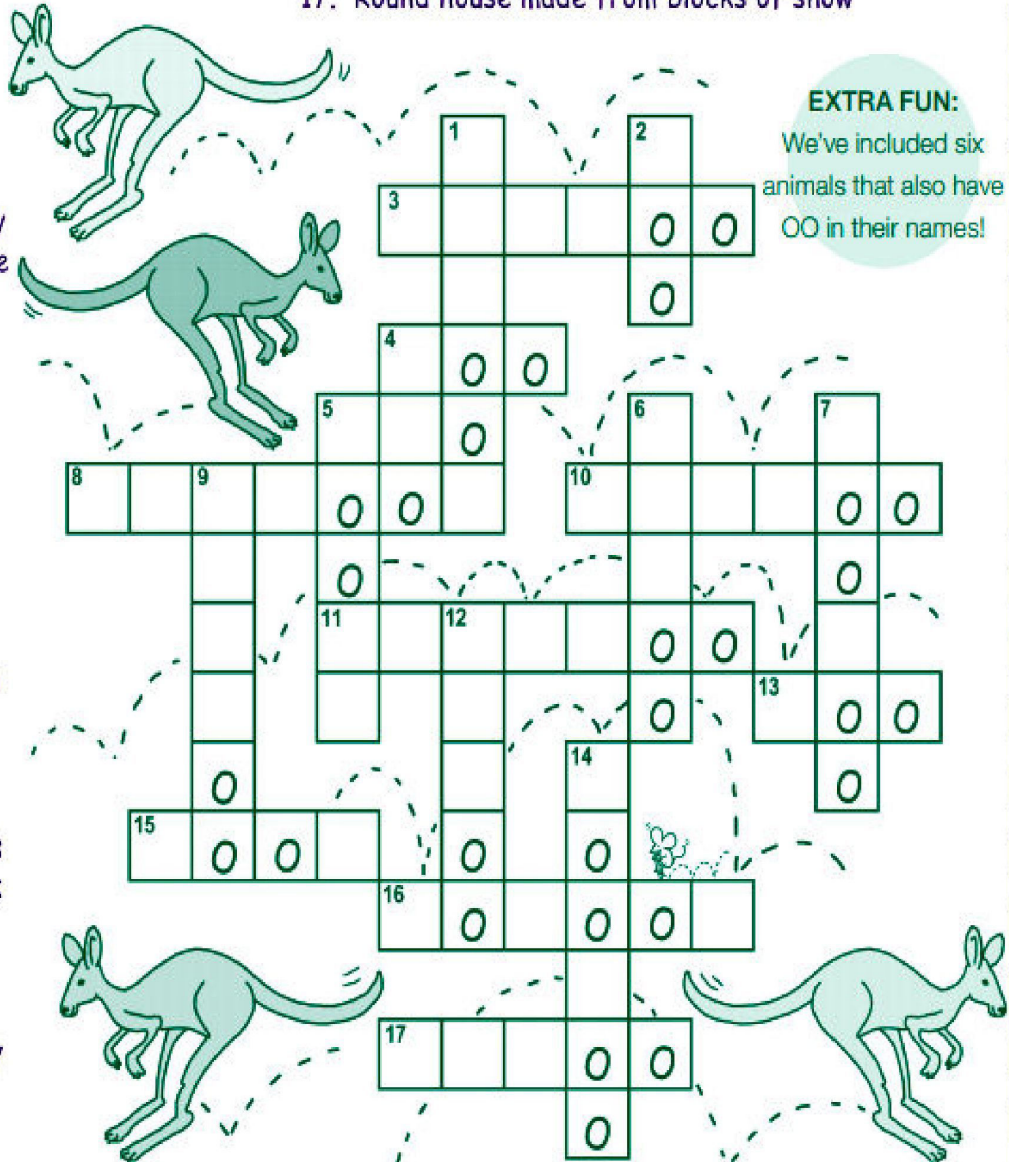 17. Round house made from blocks of snow
EXTRA FUN:
We've included six
animals that also have
OO in their names!
1
2
3
O O
O
4
O O
5
6
7
O
8
9
10
O O
O O
O
O
11
12
O O
13
O
O O
14
O
O
15
O O
O
O
16
O
O O
17
O O
O